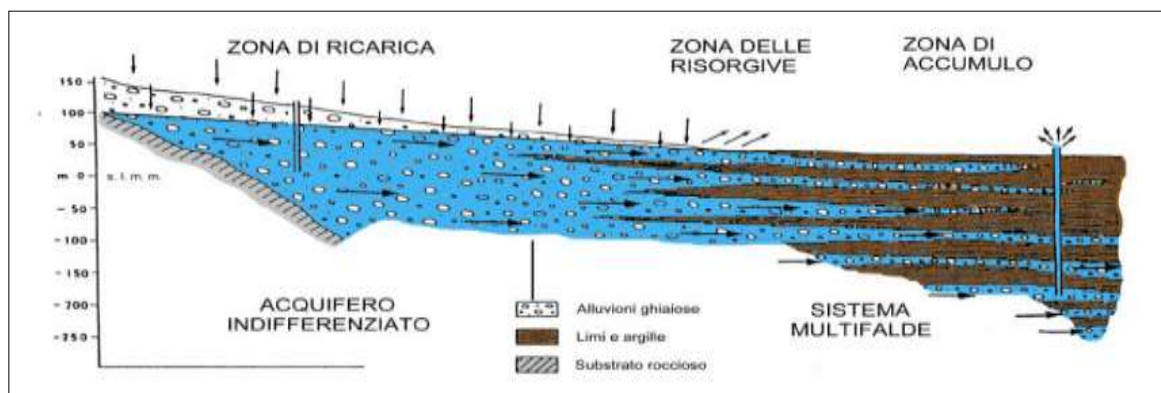 ZONA DI RICARICA
ZONA DELLE
RISORGIVE
ZONA DI
ACCUMULO
150
100
50
m 0 s. l. m. m.
- 50
-100
-150
-700
-250
ACQUIFERO
INDIFFERENZIATO
Alluvioni ghiaiose
Limi e argille
Substrato roccioso
SISTEMA
MULTIFALDE